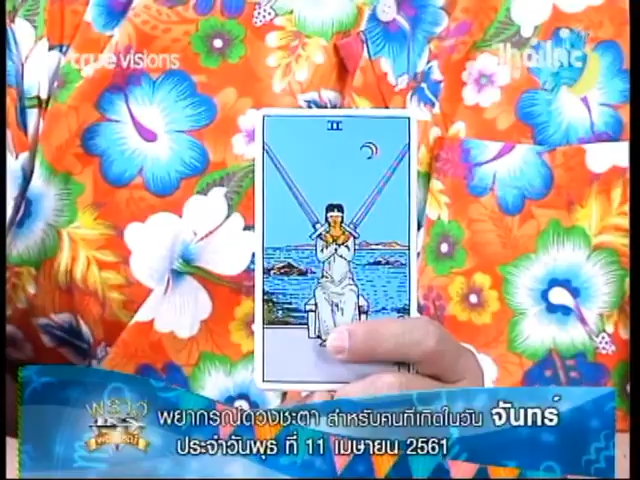 true visions
Thai
II
พยากรณ์ดวงชะตา สำหรับคนที่เกิดในวัน จันทร์
ประจำวันพุธ ที่ 11 เมษายน 2561